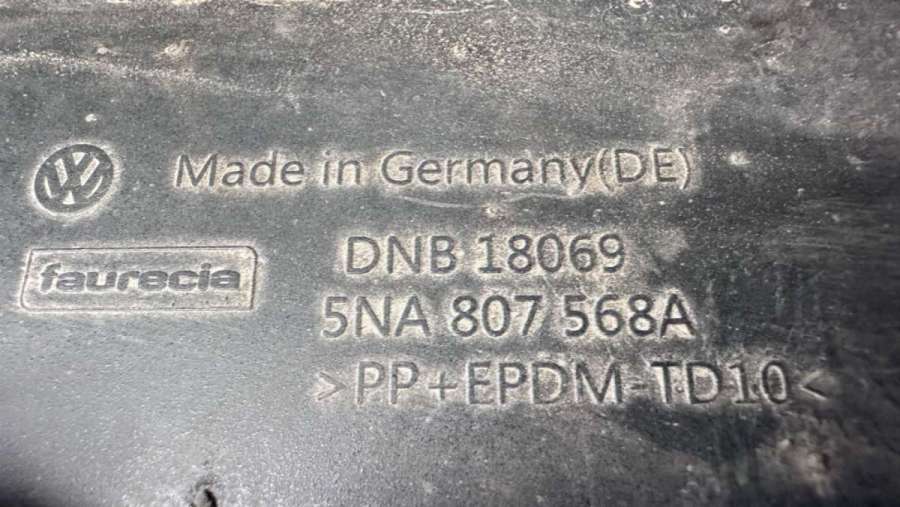 Made in Germany(DE)
faurecia
DNB 18069
5NA 807 568A
>PP+EPDM-TD10<